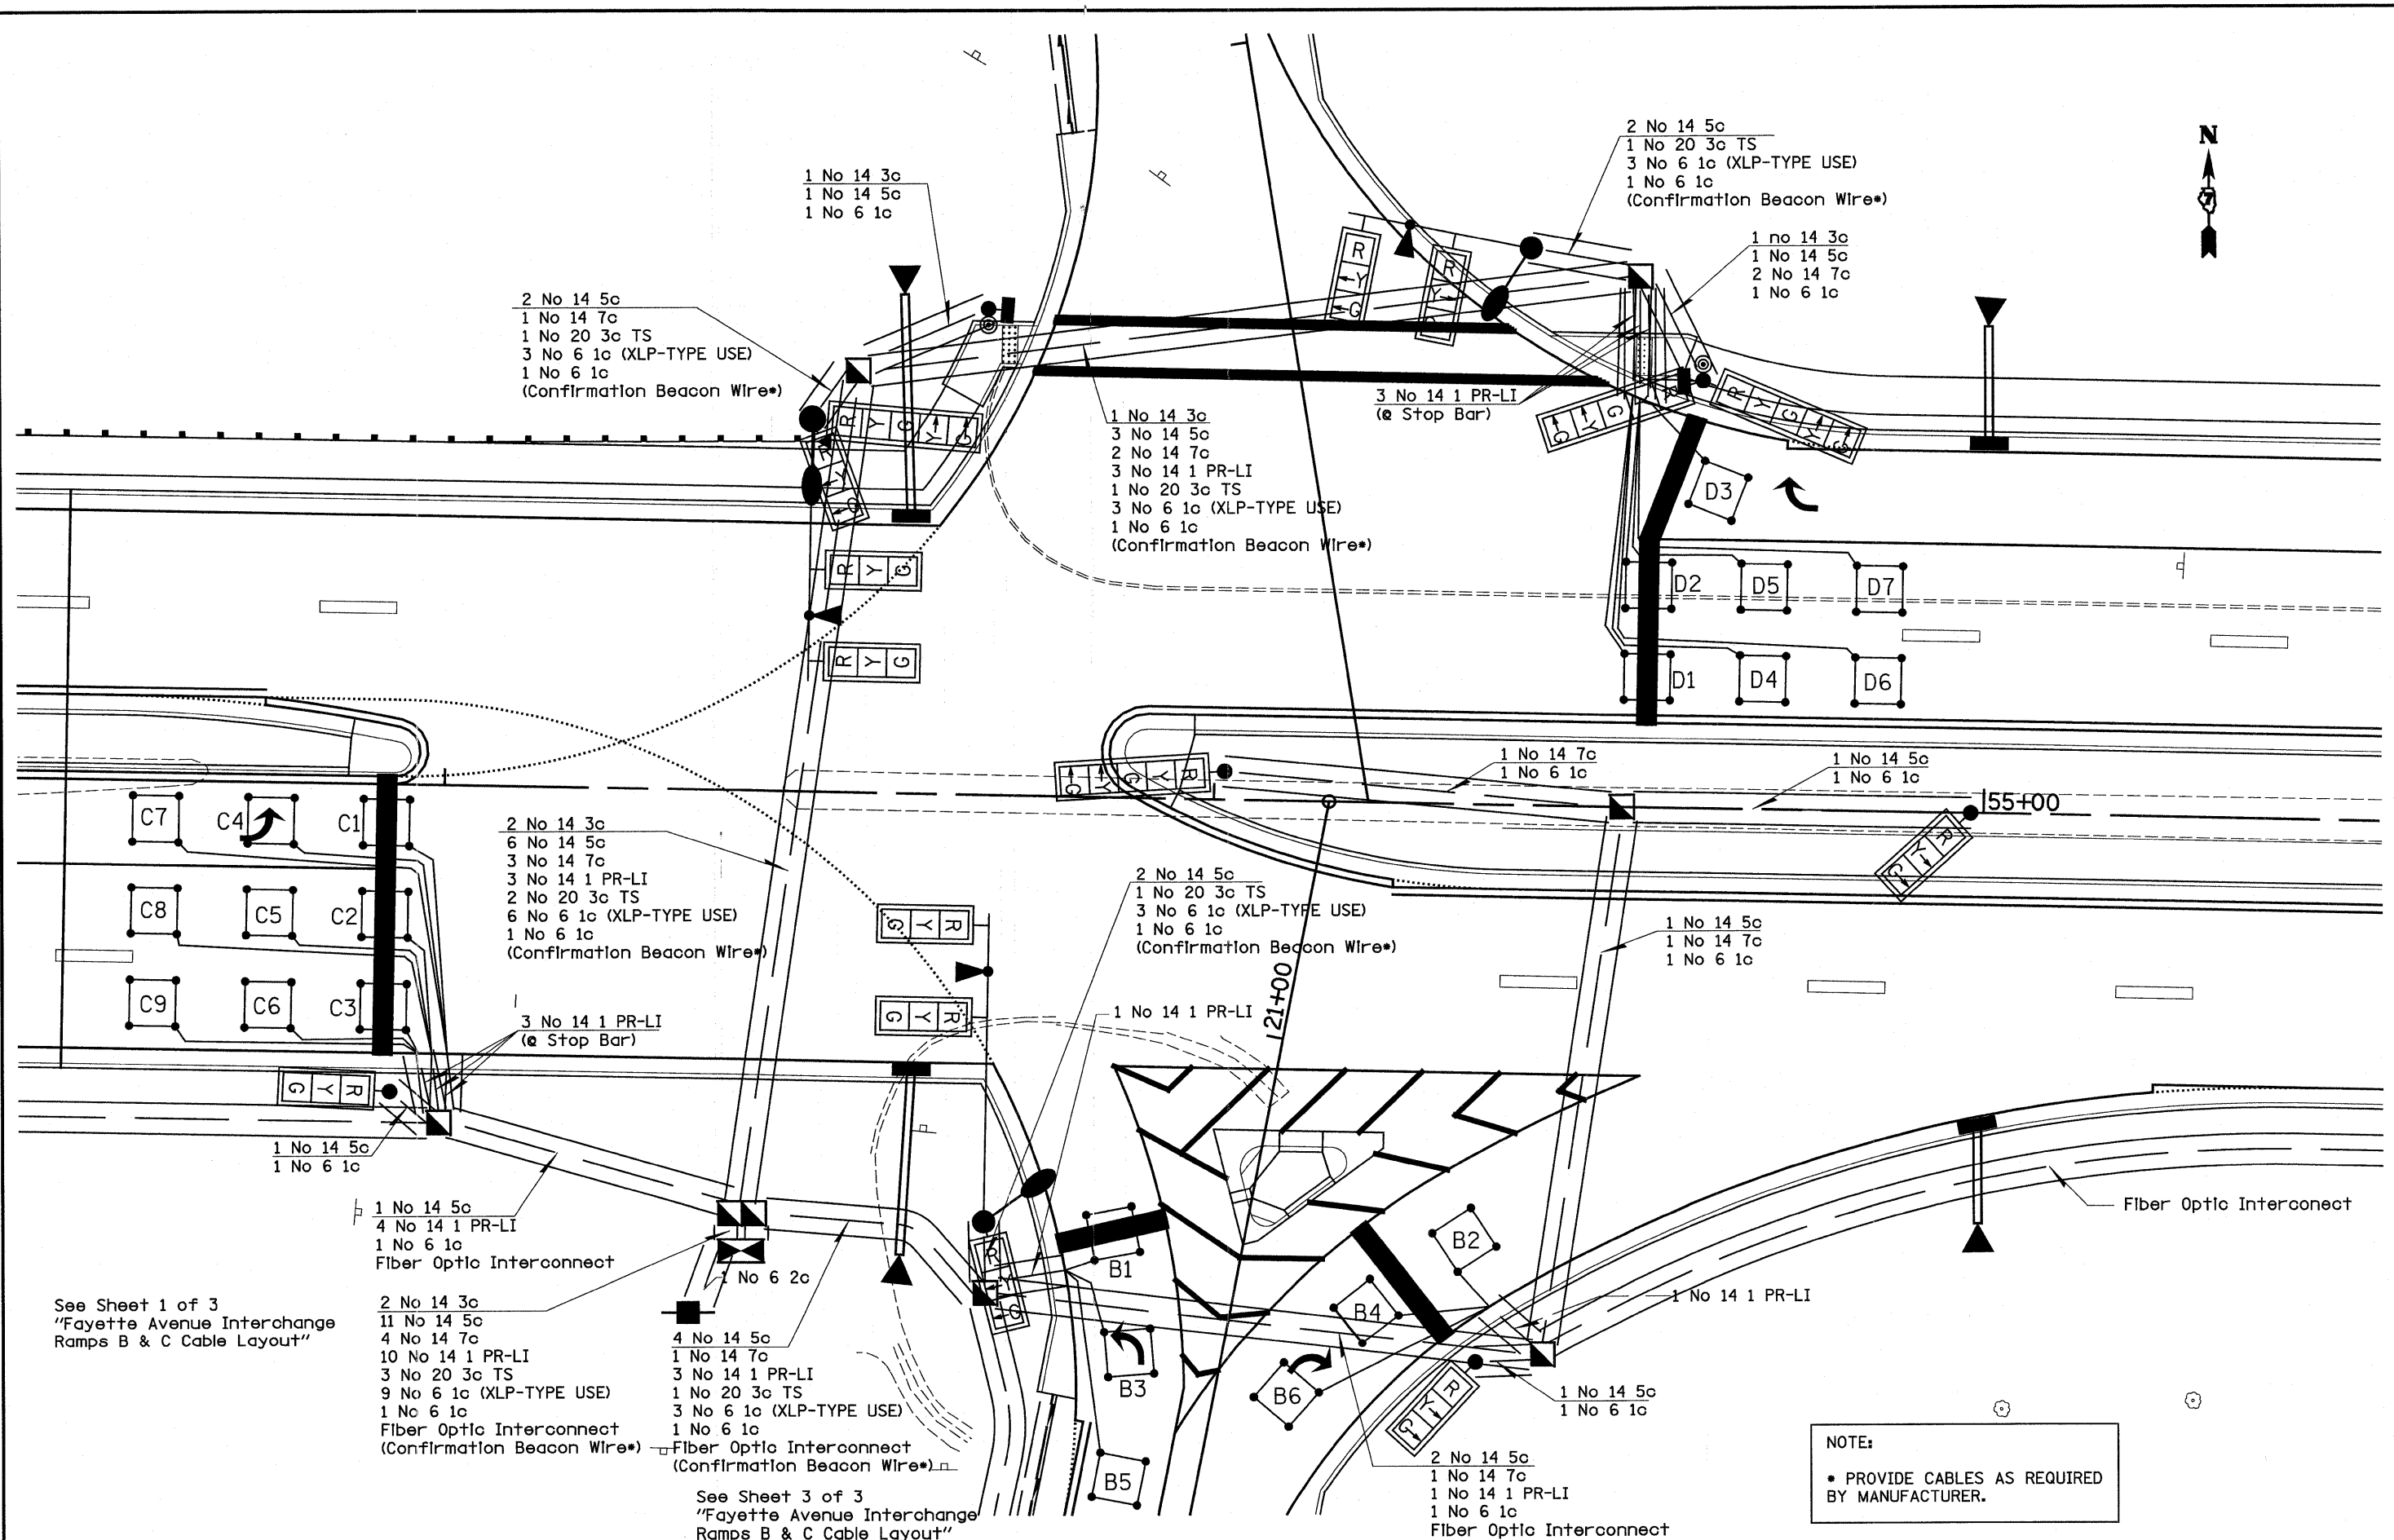 N
7
2 No 14 5c
1 No 20 3c TS
3 No 6 1c (XLP-TYPE USE)
1 No 6 1c
(Confirmation Beacon Wire*)
1 No 14 3c
1 No 14 5c
1 No 6 1c
1 no 14 3c
1 No 14 5c
2 No 14 7c
1 No 6 1c
2 No 14 5c
1 No 14 7c
1 No 20 3c TS
3 No 6 1c (XLP-TYPE USE)
1 No 6 1c
(Confirmation Beacon Wire*)
R Y G
R Y G
3 No 14 1 PR-LI
(@ Stop Bar)
1 No 14 3c
3 No 14 5c
2 No 14 7c
3 No 14 1 PR-LI
1 No 20 3c TS
3 No 6 1c (XLP-TYPE USE)
1 No 6 1c
(Confirmation Beacon Wire*)
R Y G Y G
R Y G
R Y G Y G
R Y G Y G
D3
R Y G
R Y G
D2
D5
D7
D1
D4
D6
R Y G Y G
1 No 14 7c
1 No 6 1c
1 No 14 5c
1 No 6 1c
55+00
R Y G
C7
C4
C1
C8
C5
C2
C9
C6
C3
2 No 14 3c
6 No 14 5c
3 No 14 7c
3 No 14 1 PR-LI
2 No 20 3c TS
6 No 6 1c (XLP-TYPE USE)
1 No 6 1c
(Confirmation Beacon Wire*)
2 No 14 5c
1 No 20 3c TS
3 No 6 1c (XLP-TYPE USE)
1 No 6 1c
(Confirmation Beacon Wire*)
R Y G
R Y G
1 No 14 5c
1 No 14 7c
1 No 6 1c
21+00
1 No 14 1 PR-LI
3 No 14 1 PR-LI
(@ Stop Bar)
R Y G
1 No 14 5c
1 No 6 1c
1 No 14 5c
4 No 14 1 PR-LI
1 No 6 1c
Fiber Optic Interconnect
1 No 6 2c
Fiber Optic Interconnect
R Y G
B1
B2
B4
B3
B6
B5
1 No 14 1 PR-LI
R Y G
1 No 14 5c
1 No 6 1c
See Sheet 1 of 3
"Fayette Avenue Interchange
Ramps B & C Cable Layout"
2 No 14 3c
11 No 14 5c
4 No 14 7c
10 No 14 1 PR-LI
3 No 20 3c TS
9 No 6 1c (XLP-TYPE USE)
1 No 6 1c
Fiber Optic Interconnect
(Confirmation Beacon Wire*)
4 No 14 5c
1 No 14 7c
3 No 14 1 PR-LI
1 No 20 3c TS
3 No 6 1c (XLP-TYPE USE)
1 No 6 1c
Fiber Optic Interconnect
(Confirmation Beacon Wire*)
See Sheet 3 of 3
"Fayette Avenue Interchange
Ramps B & C Cable Layout"
2 No 14 5c
1 No 14 7c
1 No 14 1 PR-LI
1 No 6 1c
Fiber Optic Interconnect
NOTE:
* PROVIDE CABLES AS REQUIRED
BY MANUFACTURER.